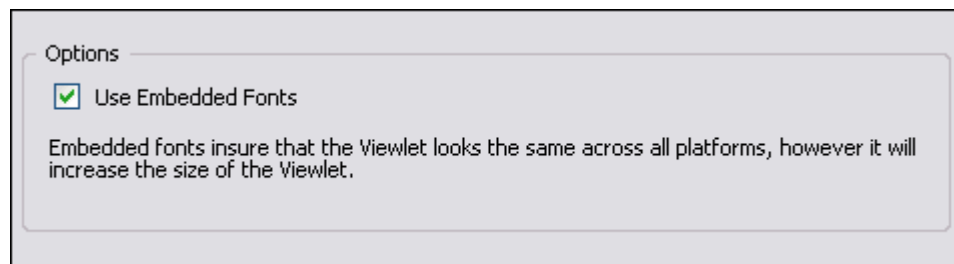 Options
Use Embedded Fonts
Embedded fonts insure that the Viewlet looks the same across all platforms, however it will
increase the size of the Viewlet.